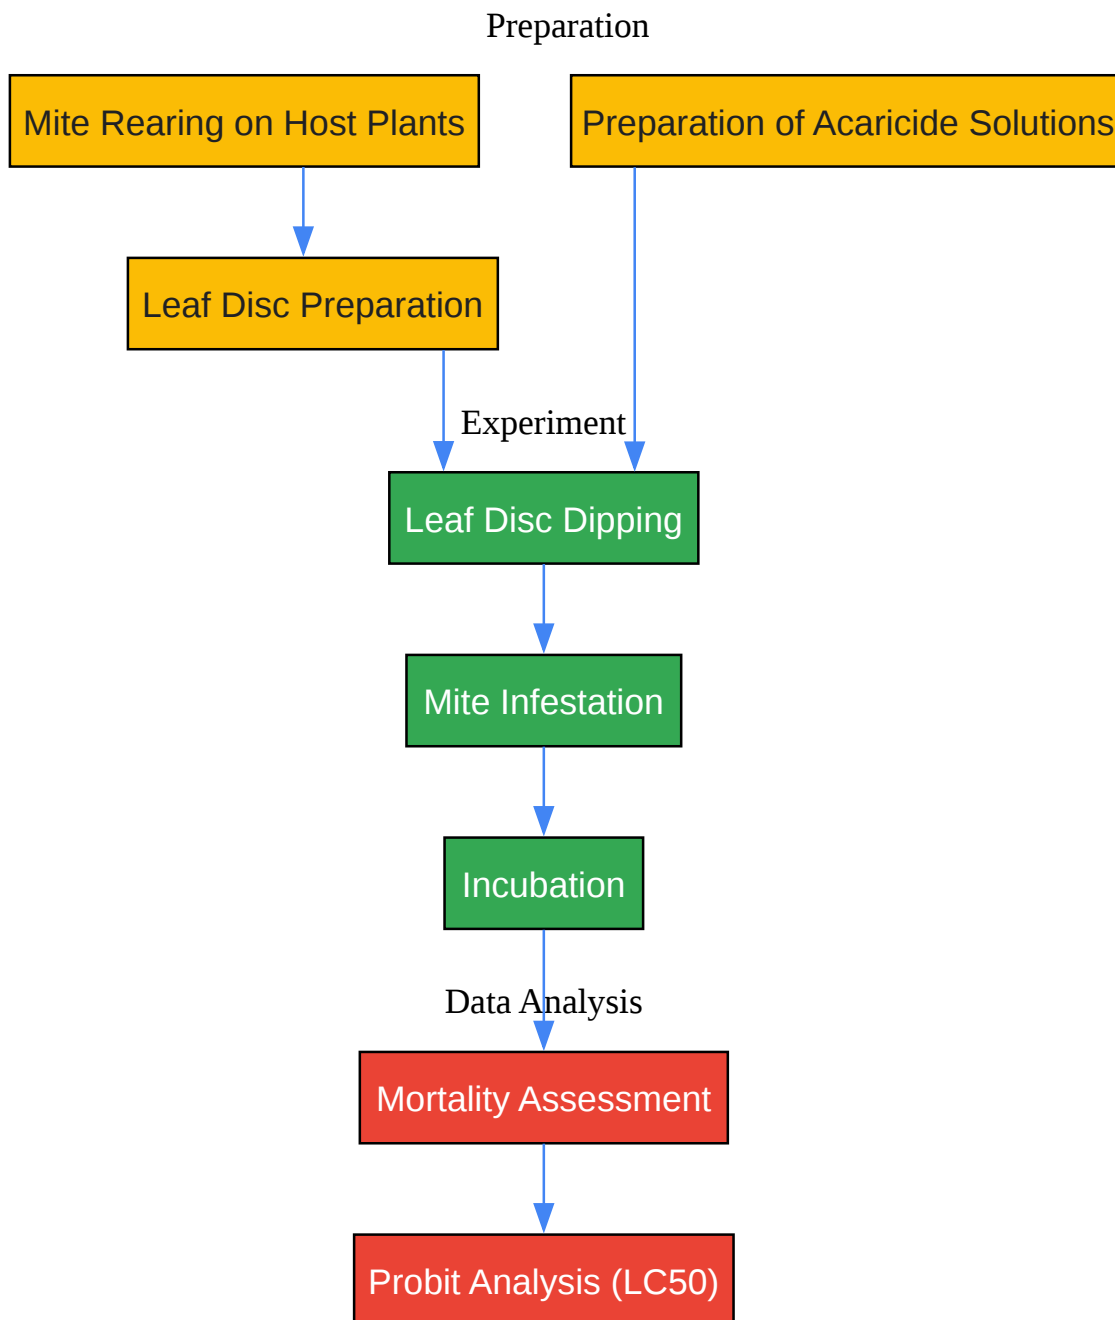 Preparation
Mite Rearing on Host Plants
Preparation of Acaricide Solutions
Leaf Disc Preparation
Experiment
Leaf Disc Dipping
Mite Infestation
Incubation
Data Analysis
Mortality Assessment
Probit Analysis (LC50)